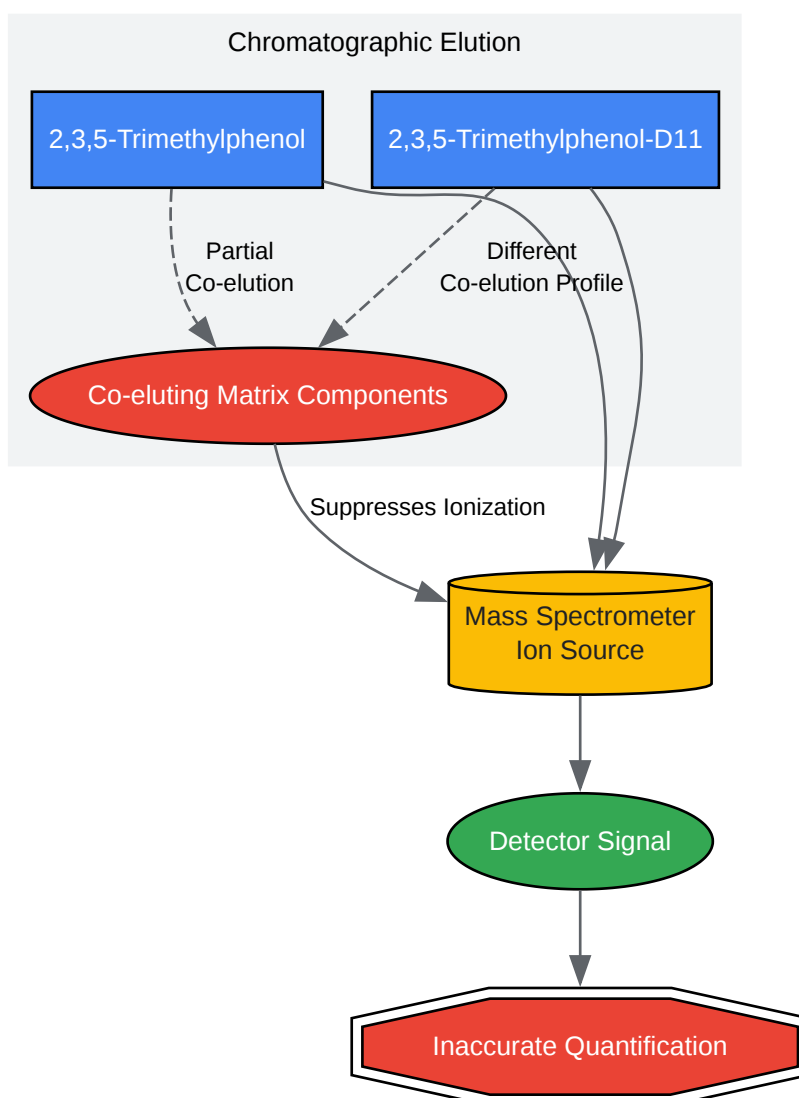 Chromatographic Elution
2,3,5-Trimethylphenol
2,3,5-Trimethylphenol-D11
Partial
Co-elution
Different
Co-elution Profile
Co-eluting Matrix Components
Suppresses Ionization
Mass Spectrometer
Ion Source
Detector Signal
Inaccurate Quantification